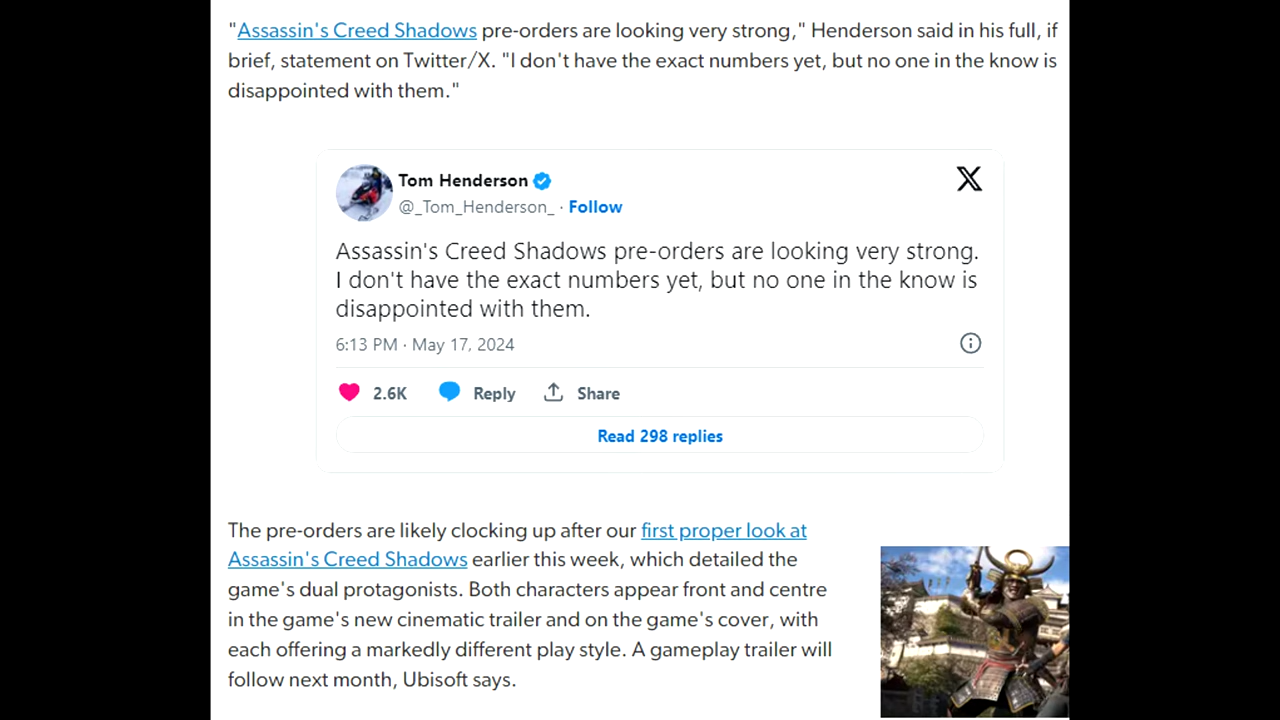 "Assassin's Creed Shadows pre-orders are looking very strong," Henderson said in his full, if
brief, statement on Twitter/X. "I don't have the exact numbers yet, but no one in the know is
disappointed with them."
Tom Henderson
@_Tom_Henderson_ · Follow
Assassin's Creed Shadows pre-orders are looking very strong.
I don't have the exact numbers yet, but no one in the know is
disappointed with them.
6:13 PM · May 17, 2024
2.6K Reply Share
Read 298 replies
The pre-orders are likely clocking up after our first proper look at
Assassin's Creed Shadows earlier this week, which detailed the
game's dual protagonists. Both characters appear front and centre
in the game's new cinematic trailer and on the game's cover, with
each offering a markedly different play style. A gameplay trailer will
follow next month, Ubisoft says.